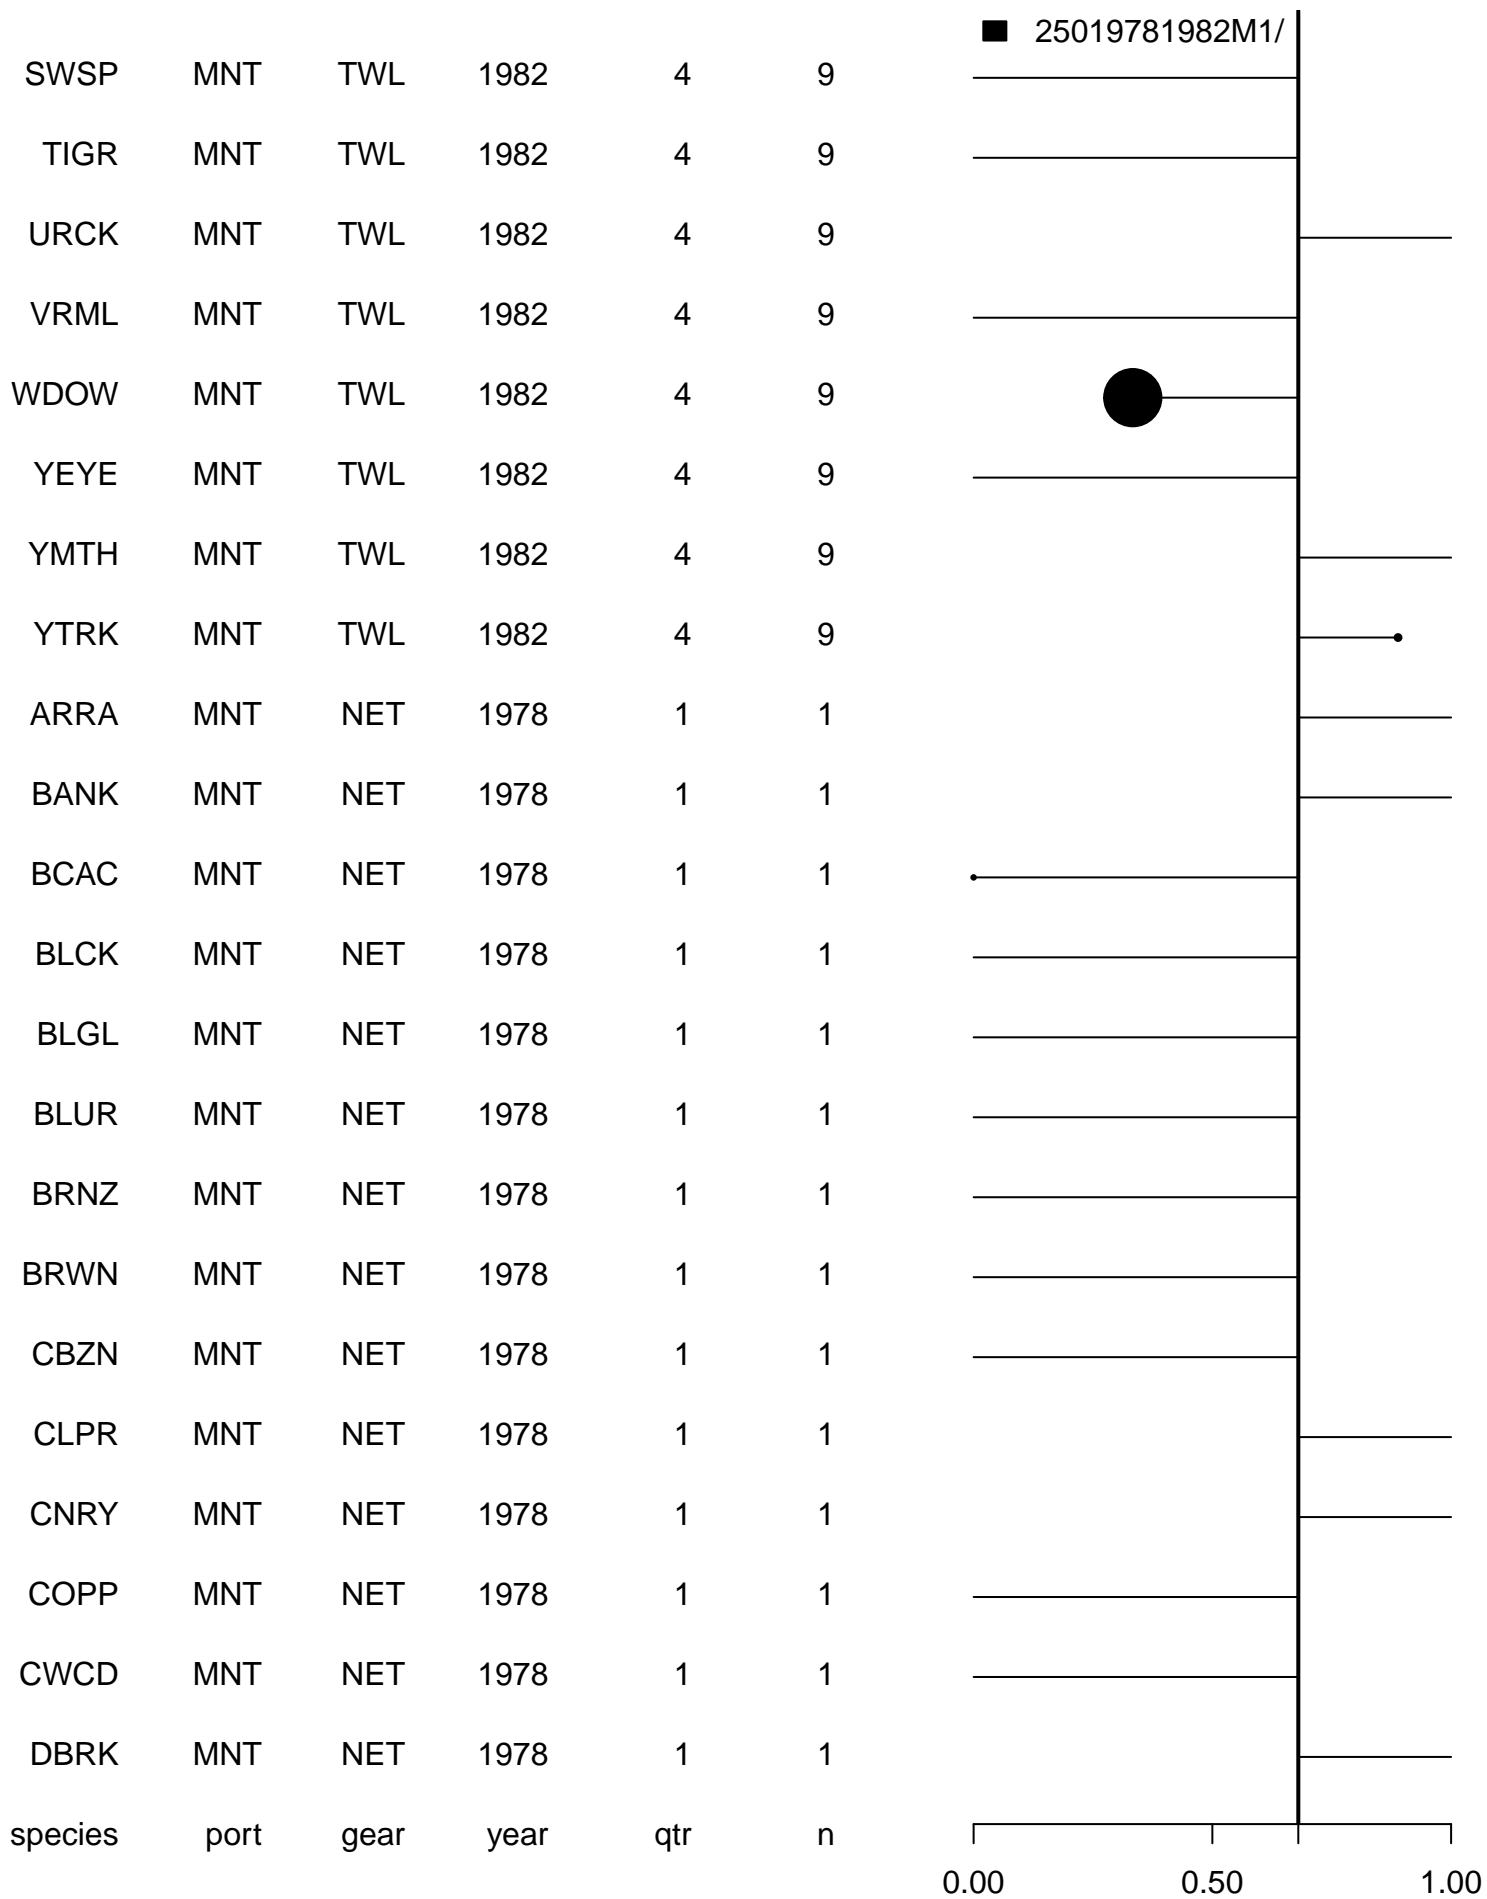 25019781982M1/
SWSP MNT TWL 1982 4 9
TIGR MNT TWL 1982 4 9
URCK MNT TWL 1982 4 9
VRML MNT TWL 1982 4 9
WDOW MNT TWL 1982 4 9
YEYE MNT TWL 1982 4 9
YMTH MNT TWL 1982 4 9
YTRK MNT TWL 1982 4 9
ARRA MNT NET 1978 1 1
BANK MNT NET 1978 1 1
BCAC MNT NET 1978 1 1
BLCK MNT NET 1978 1 1
BLGL MNT NET 1978 1 1
BLUR MNT NET 1978 1 1
BRNZ MNT NET 1978 1 1
BRWN MNT NET 1978 1 1
CBZN MNT NET 1978 1 1
CLPR MNT NET 1978 1 1
CNRY MNT NET 1978 1 1
COPP MNT NET 1978 1 1
CWCD MNT NET 1978 1 1
DBRK MNT NET 1978 1 1
species port gear year qtr n
0.00 0.50 1.00